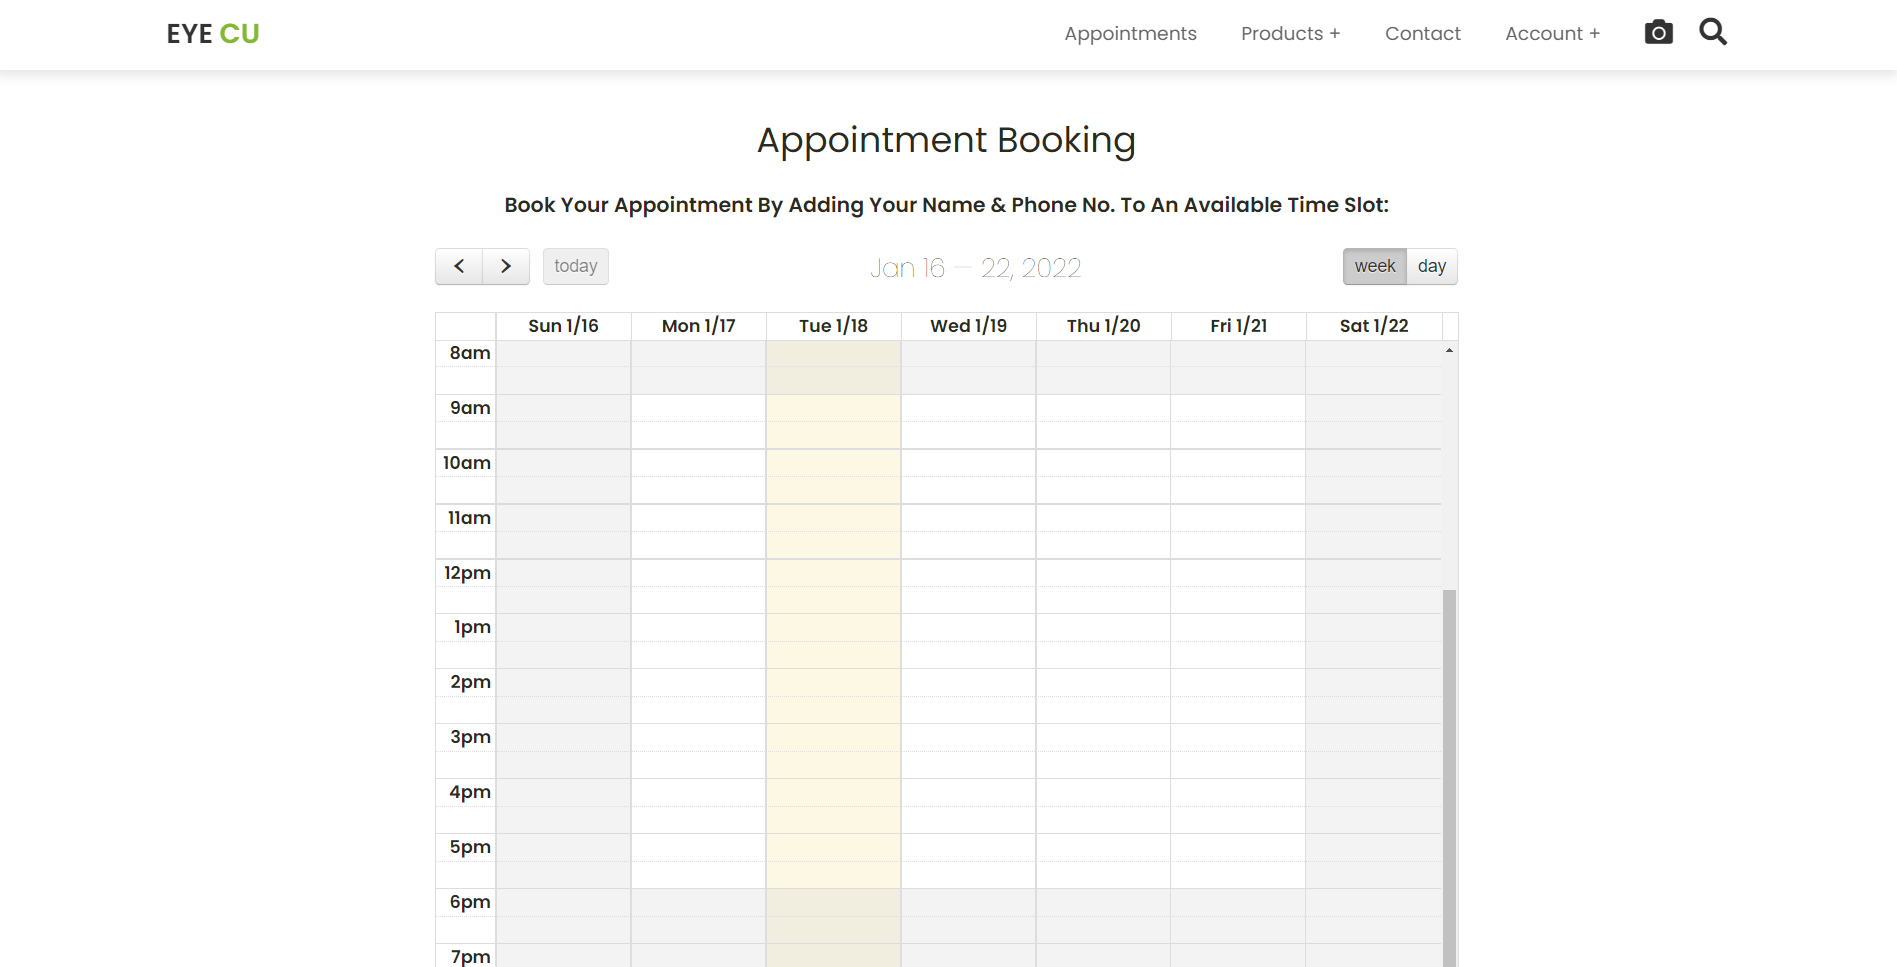 EYE CU
Appointments Products + Contact Account +
Appointment Booking
Book Your Appointment By Adding Your Name & Phone No. To An Available Time Slot:
today Jan 16 — 22, 2022 week day
Sun 1/16 Mon 1/17 Tue 1/18 Wed 1/19 Thu 1/20 Fri 1/21 Sat 1/22
8am
9am
10am
11am
12pm
1pm
2pm
3pm
4pm
5pm
6pm
7pm